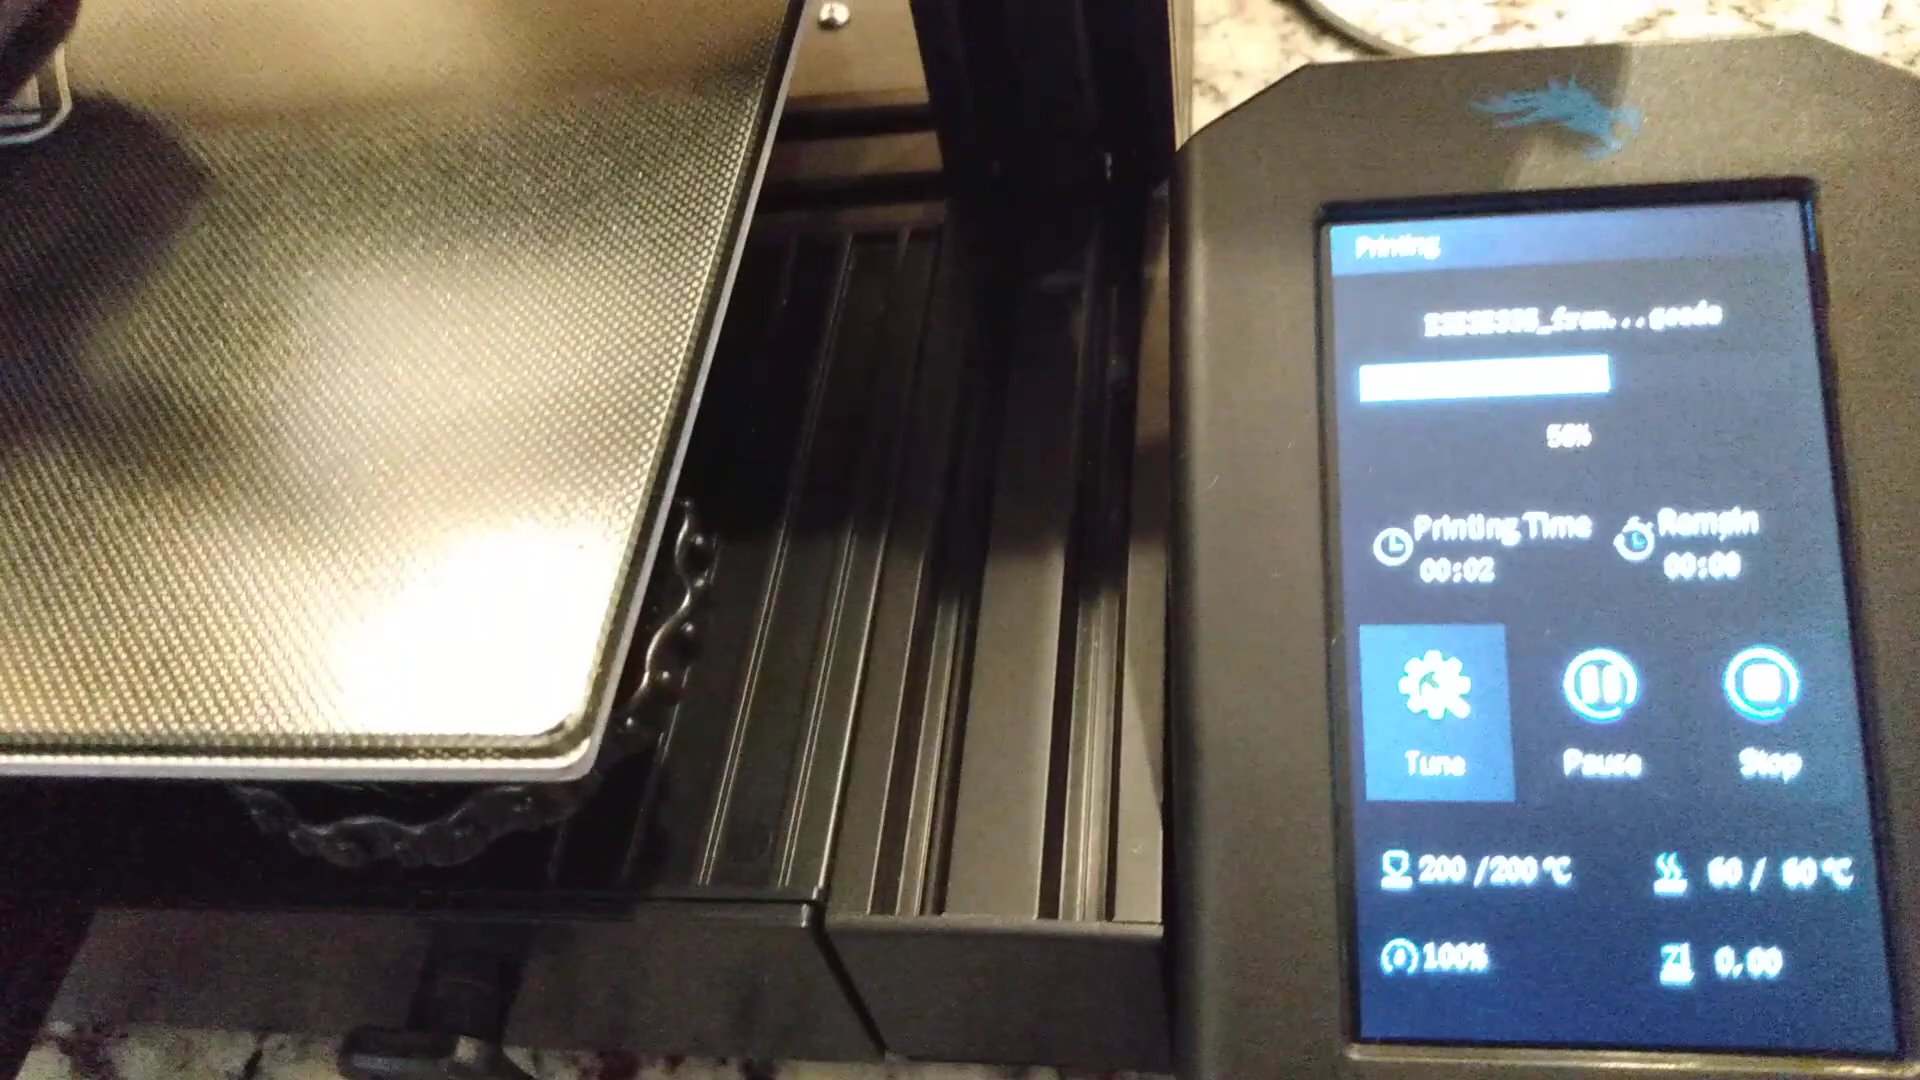 Printing
50%
Printing Time
00:02
Remain
00:00
Tune
Pause
Stop
200 /200 ℃
60 / 60 ℃
100%
0.00